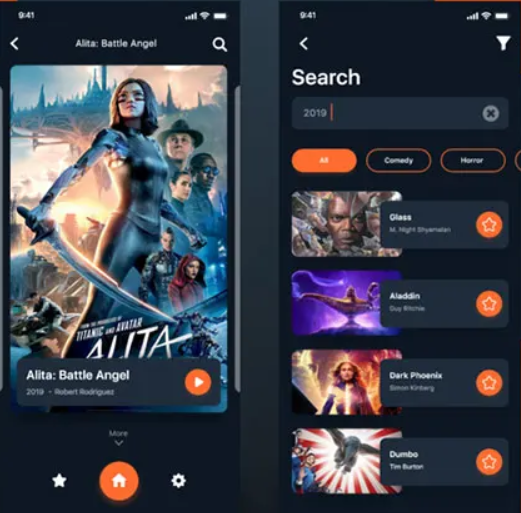 9:41
Alita: Battle Angel
FROM THE PRODUCERS OF
TITANIC AND AVATAR
ALITA
Alita: Battle Angel
2019 - Robert Rodriguez
More
9:41
Search
2019
All
Comedy
Horror
Glass
M. Night Shyamalan
Aladdin
Guy Ritchie
Dark Phoenix
Simon Kinberg
Dumbo
Tim Burton